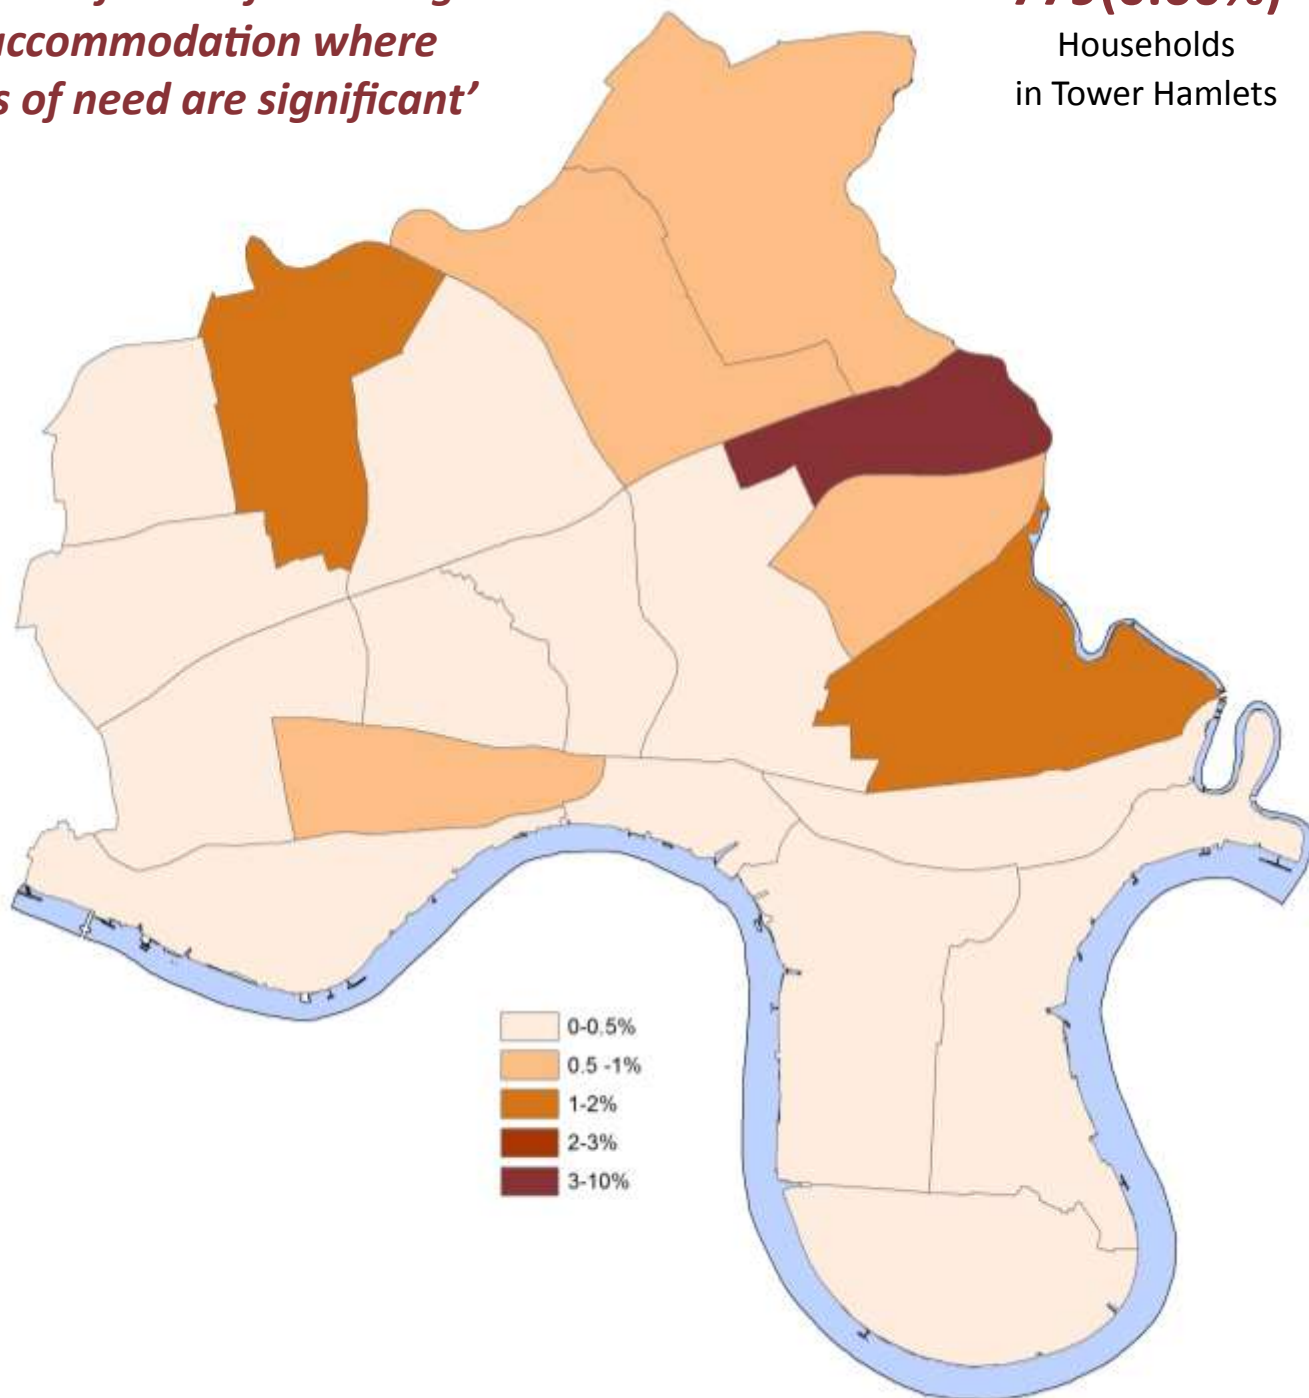 accommodation where
s of need are significant’
Households
in Tower Hamlets
0-0.5%
0.5 -1%
1-2%
2-3%
3-10%